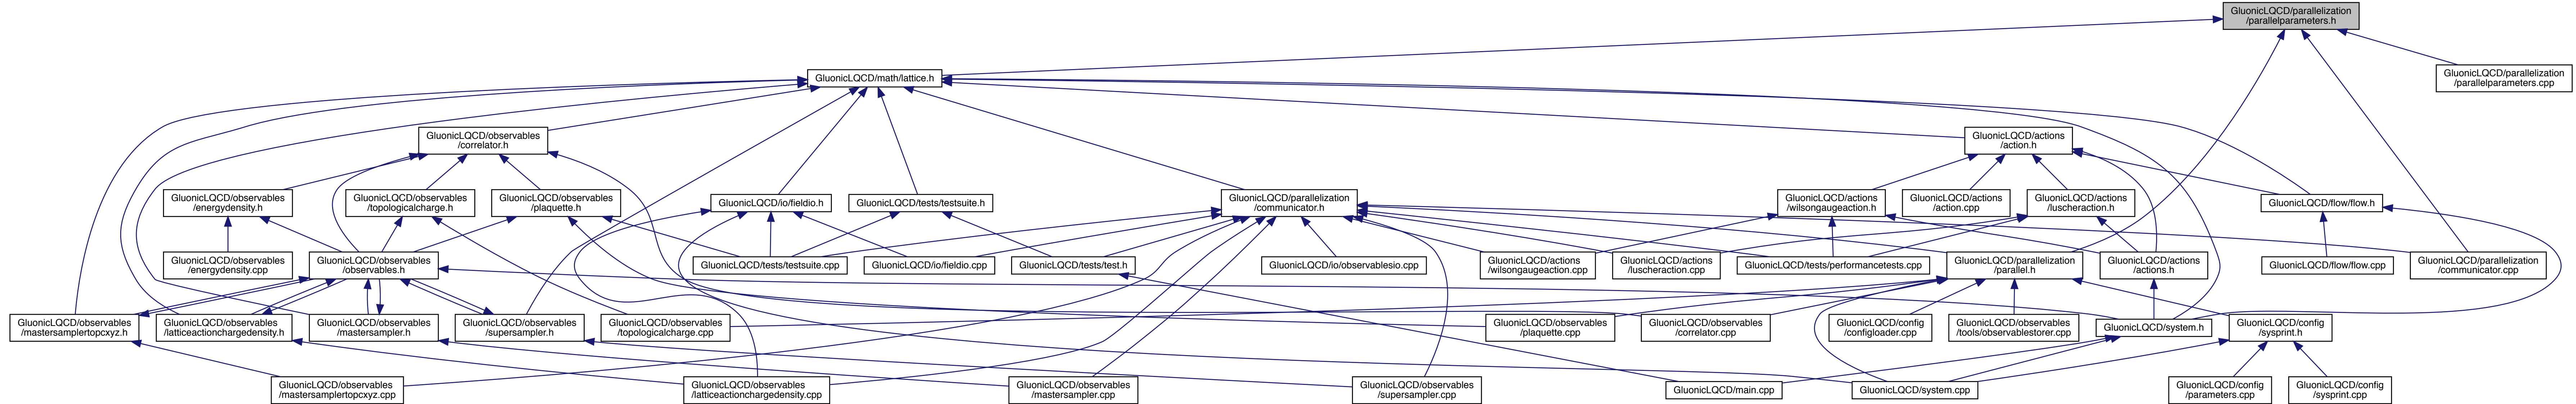 GluonicLQCD/parallelization
/parallelparameters.h
GluonicLQCD/math/lattice.h
GluonicLQCD/parallelization
/parallelparameters.cpp
GluonicLQCD/observables
/correlator.h
GluonicLQCD/actions
/action.h
GluonicLQCD/observables
/energydensity.h
GluonicLQCD/observables
/topologicalcharge.h
GluonicLQCD/observables
/plaquette.h
GluonicLQCD/io/fieldio.h
GluonicLQCD/tests/testsuite.h
GluonicLQCD/parallelization
/communicator.h
GluonicLQCD/actions
/wilsongaugeaction.h
GluonicLQCD/actions
/action.cpp
GluonicLQCD/actions
/luscheraction.h
GluonicLQCD/flow/flow.h
GluonicLQCD/observables
/energydensity.cpp
GluonicLQCD/observables
/observables.h
GluonicLQCD/tests/testsuite.cpp
GluonicLQCD/io/fieldio.cpp
GluonicLQCD/tests/test.h
GluonicLQCD/io/observablesio.cpp
GluonicLQCD/actions
/wilsongaugeaction.cpp
GluonicLQCD/actions
/luscheraction.cpp
GluonicLQCD/tests/performancetests.cpp
GluonicLQCD/parallelization
/parallel.h
GluonicLQCD/actions
/actions.h
GluonicLQCD/flow/flow.cpp
GluonicLQCD/parallelization
/communicator.cpp
GluonicLQCD/observables
/mastersamplertopcxyz.h
GluonicLQCD/observables
/latticeactionchargedensity.h
GluonicLQCD/observables
/mastersampler.h
GluonicLQCD/observables
/supersampler.h
GluonicLQCD/observables
/topologicalcharge.cpp
GluonicLQCD/observables
/plaquette.cpp
GluonicLQCD/observables
/correlator.cpp
GluonicLQCD/config
/configloader.cpp
GluonicLQCD/observables
/tools/observablestorer.cpp
GluonicLQCD/system.h
GluonicLQCD/config
/sysprint.h
GluonicLQCD/observables
/mastersamplertopcxyz.cpp
GluonicLQCD/observables
/latticeactionchargedensity.cpp
GluonicLQCD/observables
/mastersampler.cpp
GluonicLQCD/observables
/supersampler.cpp
GluonicLQCD/main.cpp
GluonicLQCD/system.cpp
GluonicLQCD/config
/parameters.cpp
GluonicLQCD/config
/sysprint.cpp